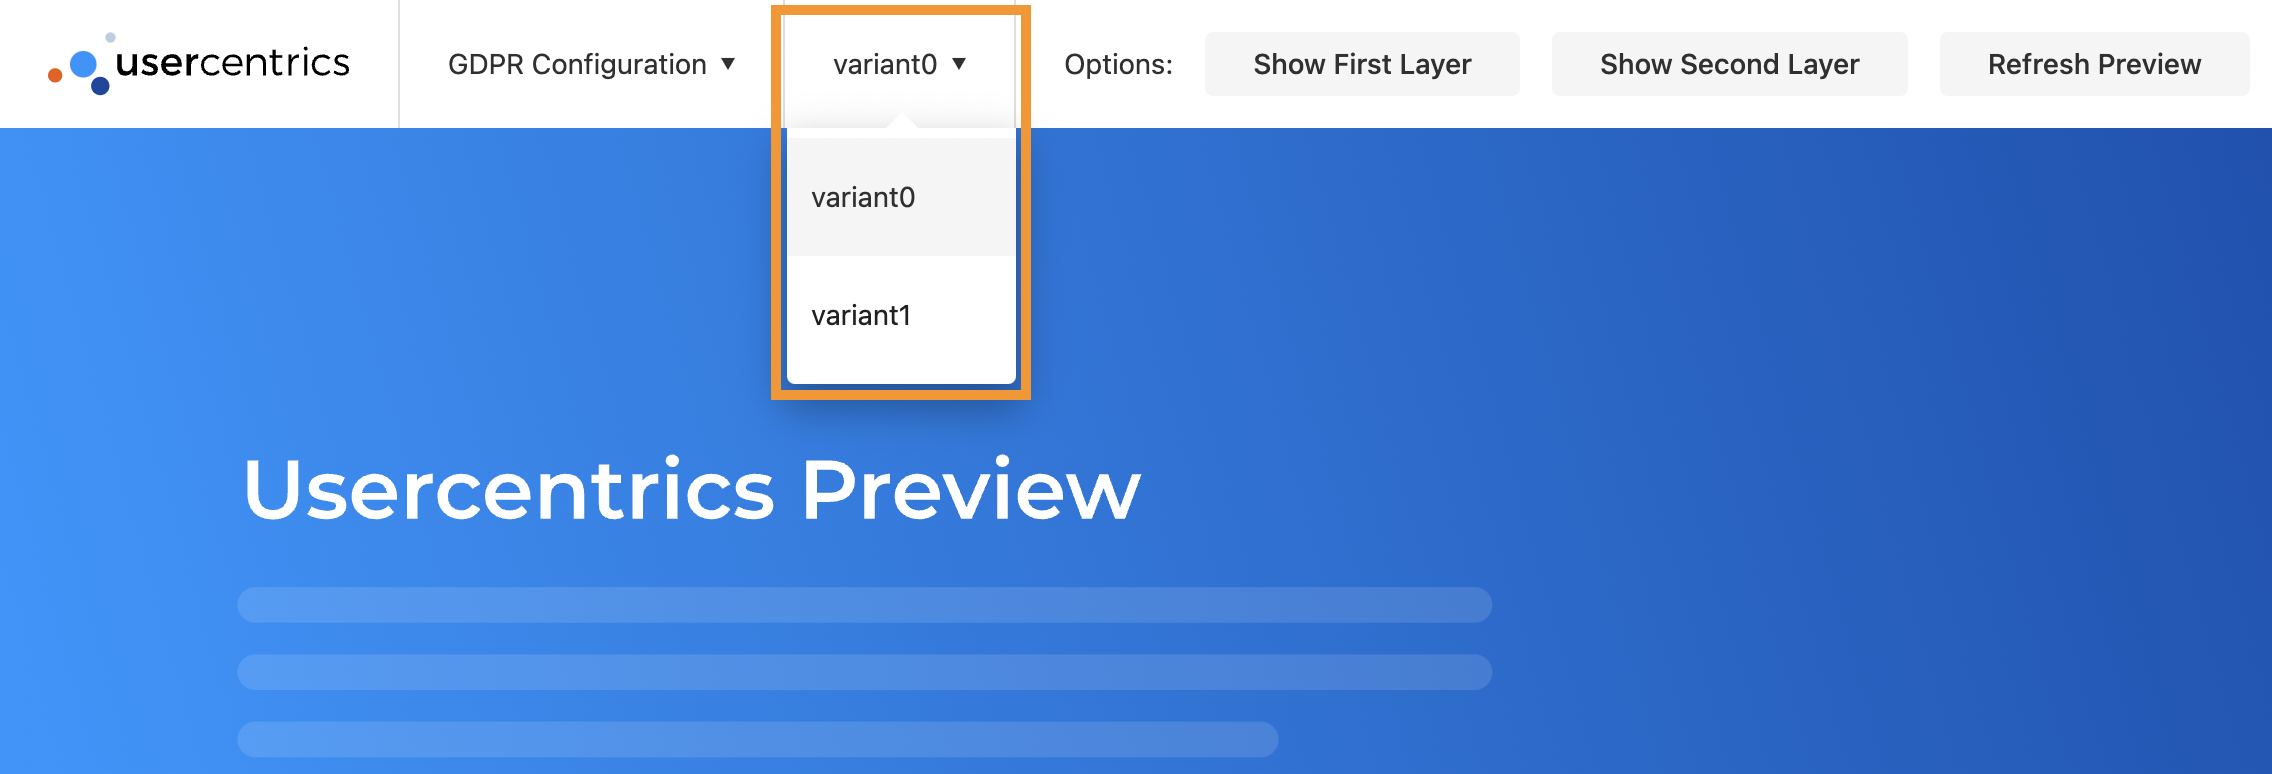 usercentrics
GDPR Configuration ▼
variant0 ▼
Options:
Show First Layer
Show Second Layer
Refresh Preview
variant0
variant1
Usercentrics Preview